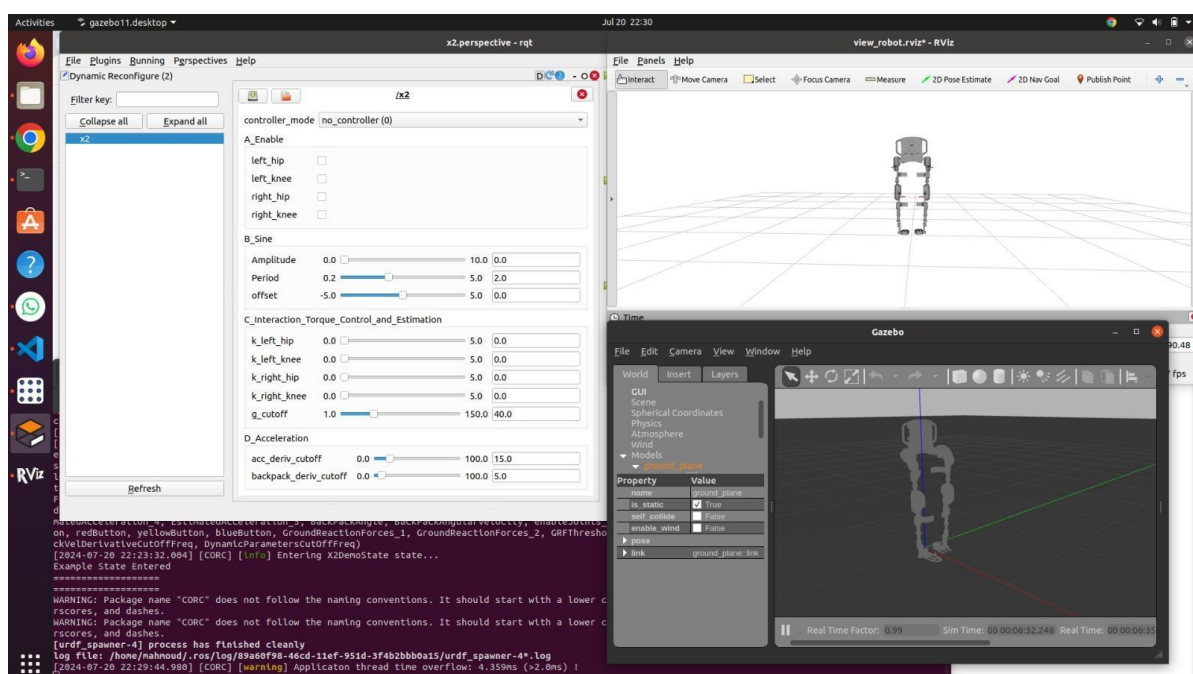 Activities
gazebo11.desktop
Jul 20 22:30
x2.perspective - rqt
File Plugins Running Perspectives Help
Dynamic Reconfigure (2)
Filter key:
Collapse all Expand all
x2
Refresh
/x2
controller_mode no_controller (0)
A_Enable
left_hip
left_knee
right_hip
right_knee
B_Sine
Amplitude 0.0 10.0 0.0
Period 0.2 5.0 2.0
offset -5.0 5.0 0.0
C_Interaction_Torque_Control_and_Estimation
k_left_hip 0.0 5.0 0.0
k_left_knee 0.0 5.0 0.0
k_right_hip 0.0 5.0 0.0
k_right_knee 0.0 5.0 0.0
g_cutoff 1.0 150.0 40.0
D_Acceleration
acc_deriv_cutoff 0.0 100.0 15.0
backpack_deriv_cutoff 0.0 100.0 5.0
view_robot.rviz* - RViz
File Panels Help
Interact Move Camera Select Focus Camera Measure 2D Pose Estimate 2D Nav Goal Publish Point
Time
90.48
fps
Gazebo
File Edit Camera View Window Help
World Insert Layers
GUI
Scene
Spherical Coordinates
Physics
Atmosphere
Wind
Models
ground_plane
Property Value
name ground_plane
is_static True
self_collide False
enable_wind False
pose
link ground_plane::link
Real Time Factor: 0.99 Sim Time: 00 00:06:32.248 Real Time: 00 00:06:35
RViz
matedAcceleration_4, EstimatedAcceleration_5, BackPackAngle, BackPackAngularVelocity, enableJoints_
on, redButton, yellowButton, blueButton, GroundReactionForces_1, GroundReactionForces_2, GRFThresho
ckVelDerivativeCutOffFreq, DynamicParametersCutOffFreq)
[2024-07-20 22:23:32.004] [CORC] [info] Entering X2DemoState state...
Example State Entered
===================
===================
WARNING: Package name "CORC" does not follow the naming conventions. It should start with a lower c
rscores, and dashes.
WARNING: Package name "CORC" does not follow the naming conventions. It should start with a lower c
rscores, and dashes.
[urdf_spawner-4] process has finished cleanly
log file: /home/mahmoud/.ros/log/89a60f98-46cd-11ef-951d-3f4b2bbb0a15/urdf_spawner-4*.log
[2024-07-20 22:29:44.980] [CORC] [warning] Applicaton thread time overflow: 4.359ms (>2.0ms) !